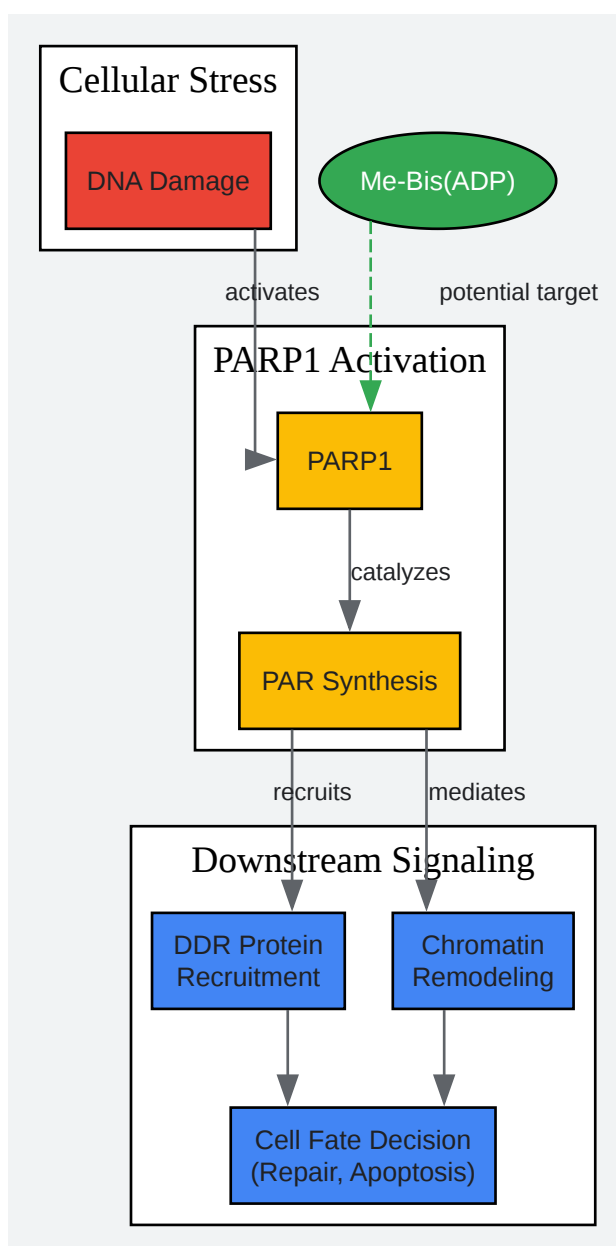 Cellular Stress
DNA Damage
Me-Bis(ADP)
activates
potential target
PARP1 Activation
PARP1
catalyzes
PAR Synthesis
recruits
mediates
Downstream Signaling
DDR Protein
Recruitment
Chromatin
Remodeling
Cell Fate Decision
(Repair, Apoptosis)